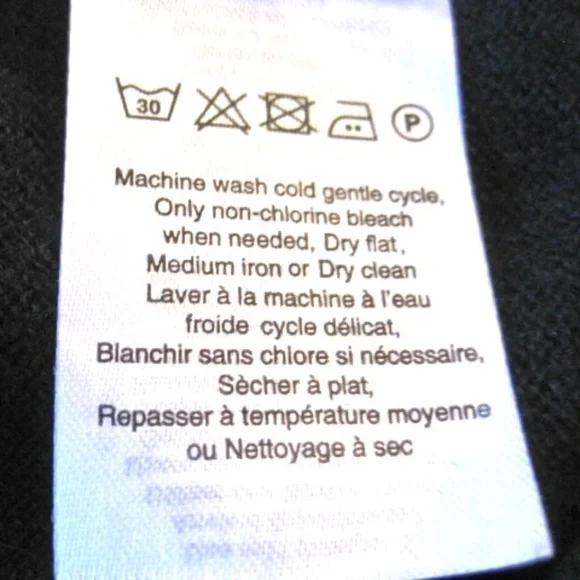 30
P
Machine wash cold gentle cycle,
Only non-chlorine bleach
when needed, Dry flat,
Medium iron or Dry clean
Laver à la machine à l'eau
froide cycle délicat,
Blanchir sans chlore si nécessaire,
Sècher à plat,
Repasser à température moyenne
ou Nettoyage à sec